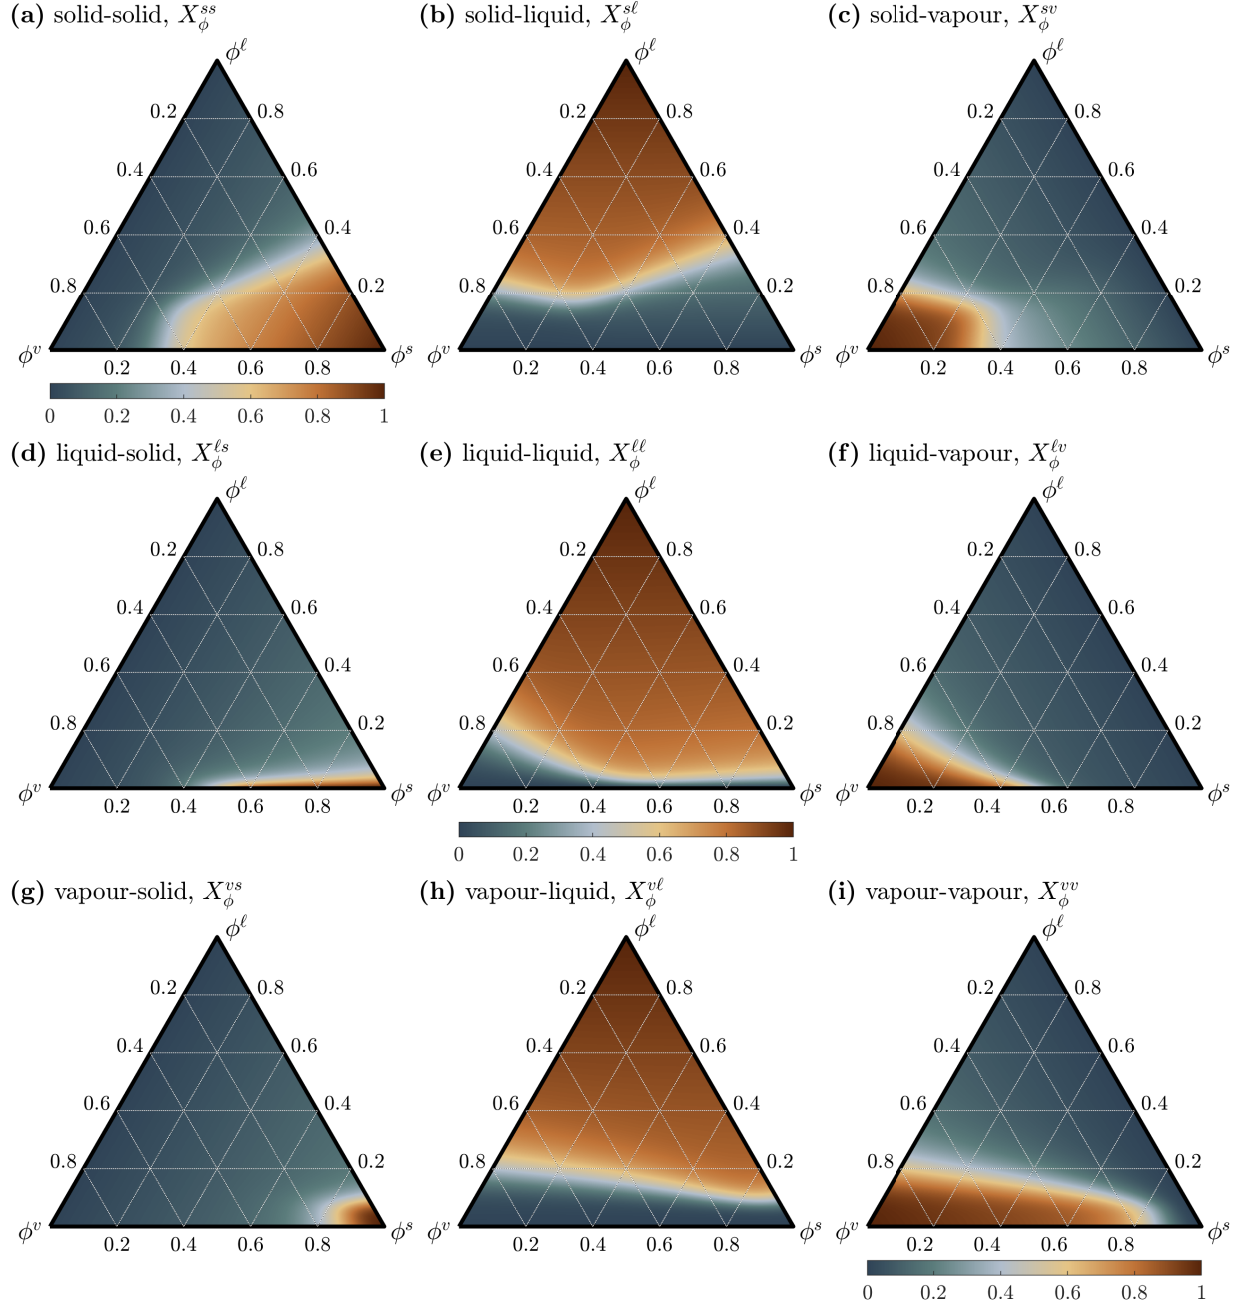 (a) solid-solid, X_ϕ^{ss} (b) solid-liquid, X_ϕ^{sℓ} (c) solid-vapour, X_ϕ^{sv}
ϕ^ℓ ϕ^ℓ ϕ^ℓ
0.2 0.8 0.2 0.8 0.2 0.8
0.4 0.6 0.4 0.6 0.4 0.6
0.6 0.4 0.6 0.4 0.6 0.4
0.8 0.2 0.8 0.2 0.8 0.2
ϕ^v ϕ^s ϕ^v ϕ^s ϕ^v ϕ^s
0.2 0.4 0.6 0.8 0.2 0.4 0.6 0.8 0.2 0.4 0.6 0.8
0 0.2 0.4 0.6 0.8 1
(d) liquid-solid, X_ϕ^{ℓs} (e) liquid-liquid, X_ϕ^{ℓℓ} (f) liquid-vapour, X_ϕ^{ℓv}
ϕ^ℓ ϕ^ℓ ϕ^ℓ
0.2 0.8 0.2 0.8 0.2 0.8
0.4 0.6 0.4 0.6 0.4 0.6
0.6 0.4 0.6 0.4 0.6 0.4
0.8 0.2 0.8 0.2 0.8 0.2
ϕ^v ϕ^s ϕ^v ϕ^s ϕ^v ϕ^s
0.2 0.4 0.6 0.8 0.2 0.4 0.6 0.8 0.2 0.4 0.6 0.8
0 0.2 0.4 0.6 0.8 1
(g) vapour-solid, X_ϕ^{vs} (h) vapour-liquid, X_ϕ^{vℓ} (i) vapour-vapour, X_ϕ^{vv}
ϕ^ℓ ϕ^ℓ ϕ^ℓ
0.2 0.8 0.2 0.8 0.2 0.8
0.4 0.6 0.4 0.6 0.4 0.6
0.6 0.4 0.6 0.4 0.6 0.4
0.8 0.2 0.8 0.2 0.8 0.2
ϕ^v ϕ^s ϕ^v ϕ^s ϕ^v ϕ^s
0.2 0.4 0.6 0.8 0.2 0.4 0.6 0.8 0.2 0.4 0.6 0.8
0 0.2 0.4 0.6 0.8 1